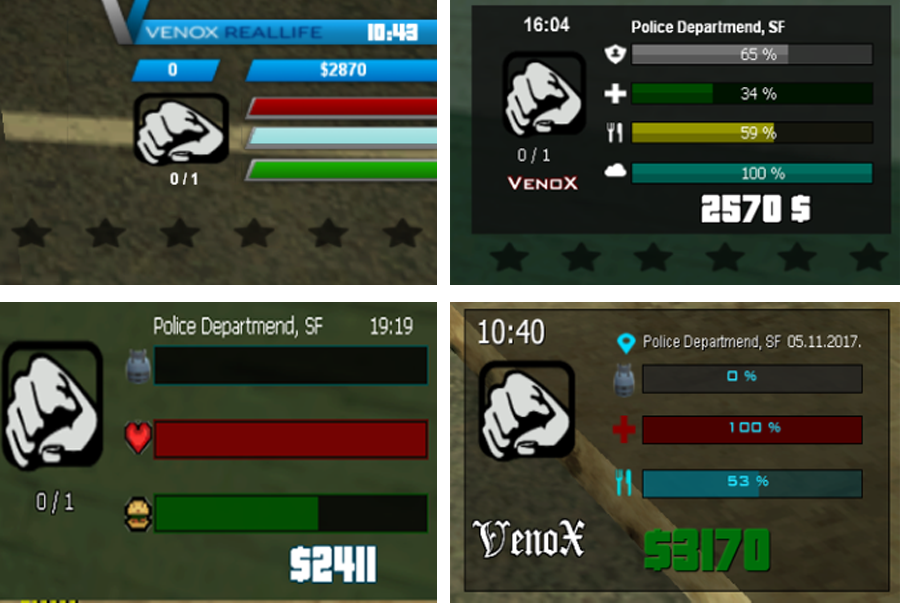 VENOX REALLIFE 10:43
0 $2870
0 / 1
16:04 Police Departmend, SF
65 %
34 %
59 %
0 / 1
VENOX
100 %
2570 $
Police Departmend, SF 19:19
0 / 1
$2411
10:40
Police Departmend, SF 05.11.2017.
0 %
100 %
53 %
VenoX
$3170